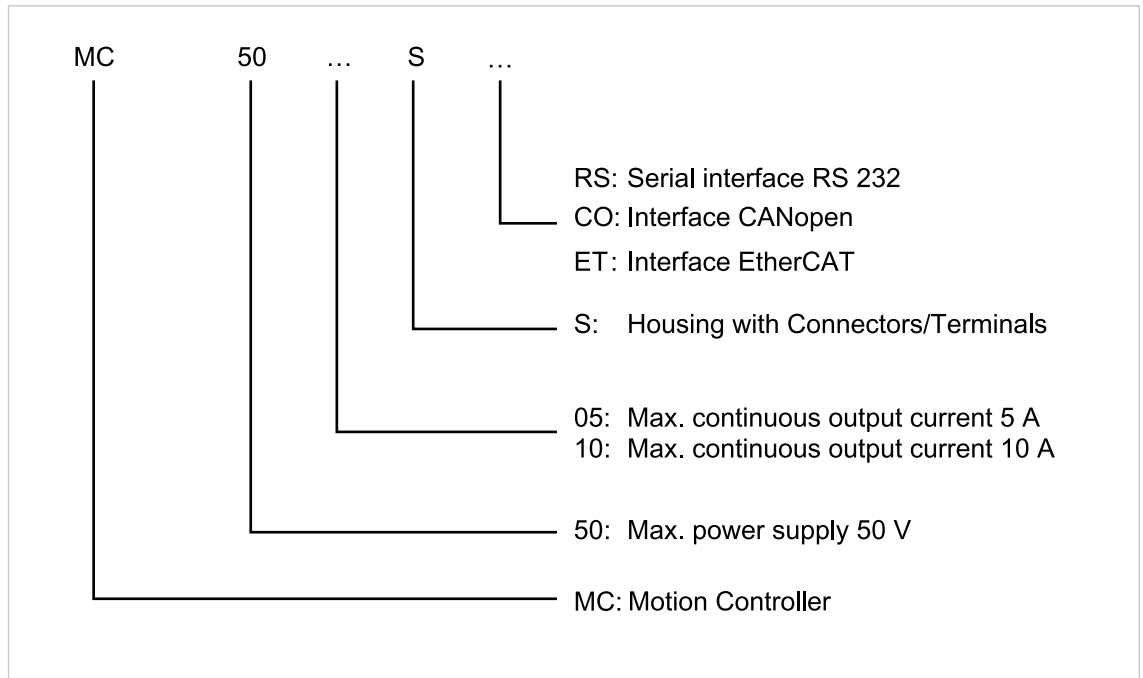 MC 50 … S …
RS: Serial interface RS 232
CO: Interface CANopen
ET: Interface EtherCAT
S: Housing with Connectors/Terminals
05: Max. continuous output current 5 A
10: Max. continuous output current 10 A
50: Max. power supply 50 V
MC: Motion Controller